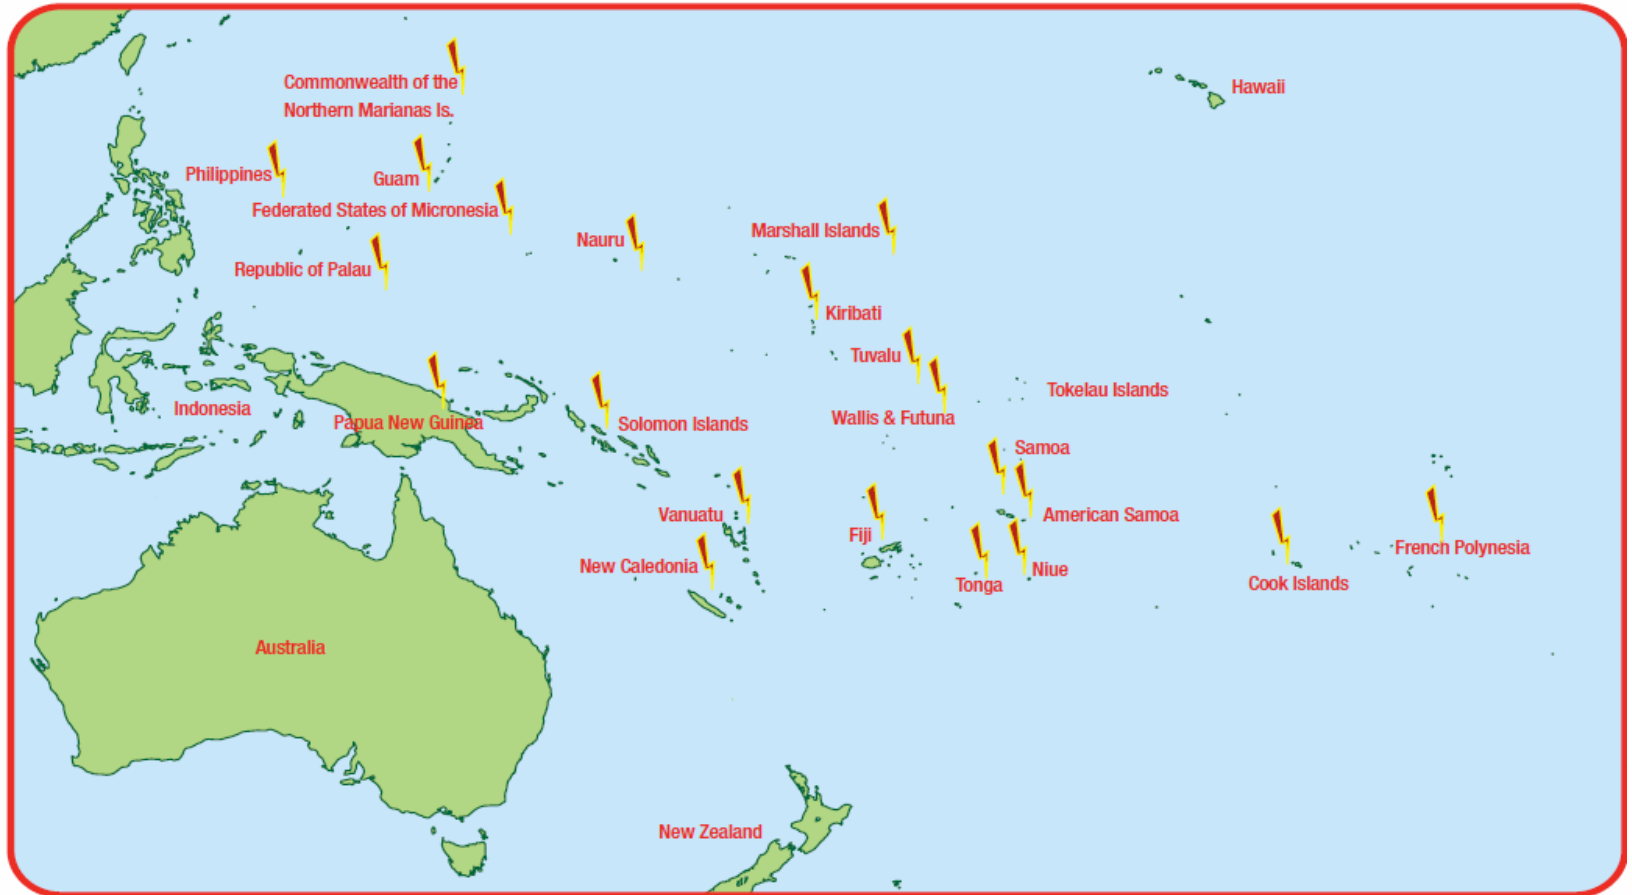 Commonwealth of the
Northern Marianas Is.
Hawaii
Philippines
Guam
Federated States of Micronesia
Nauru
Marshall Islands
Republic of Palau
Kiribati
Tuvalu
Tokelau Islands
Indonesia
Papua New Guinea
Solomon Islands
Wallis & Futuna
Samoa
Vanuatu
American Samoa
Fiji
French Polynesia
New Caledonia
Niue
Tonga
Cook Islands
Australia
New Zealand